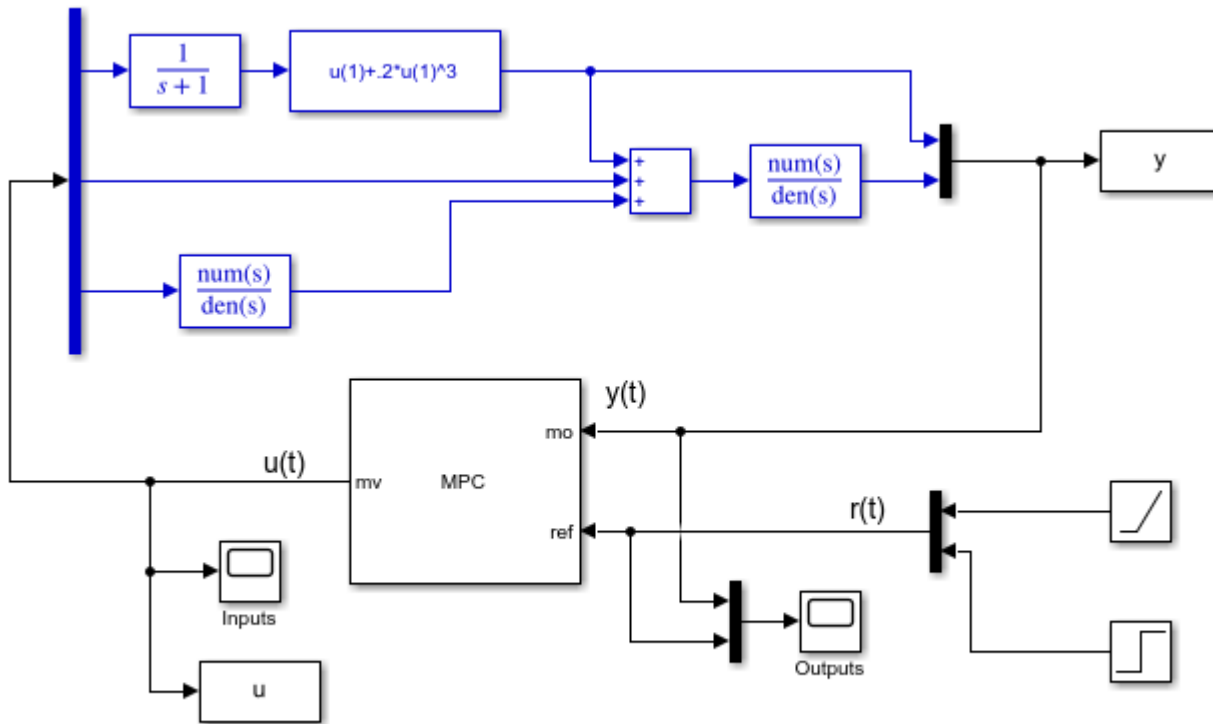 1
s + 1
u(1)+.2*u(1)^3
+
+
+
num(s)
den(s)
y
num(s)
den(s)
y(t)
mo
u(t)
mv
MPC
r(t)
ref
Inputs
Outputs
u